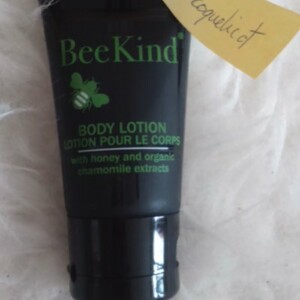 coquelicot
BeeKind®
BODY LOTION
LOTION POUR LE CORPS
with honey and organic
chamomile extracts